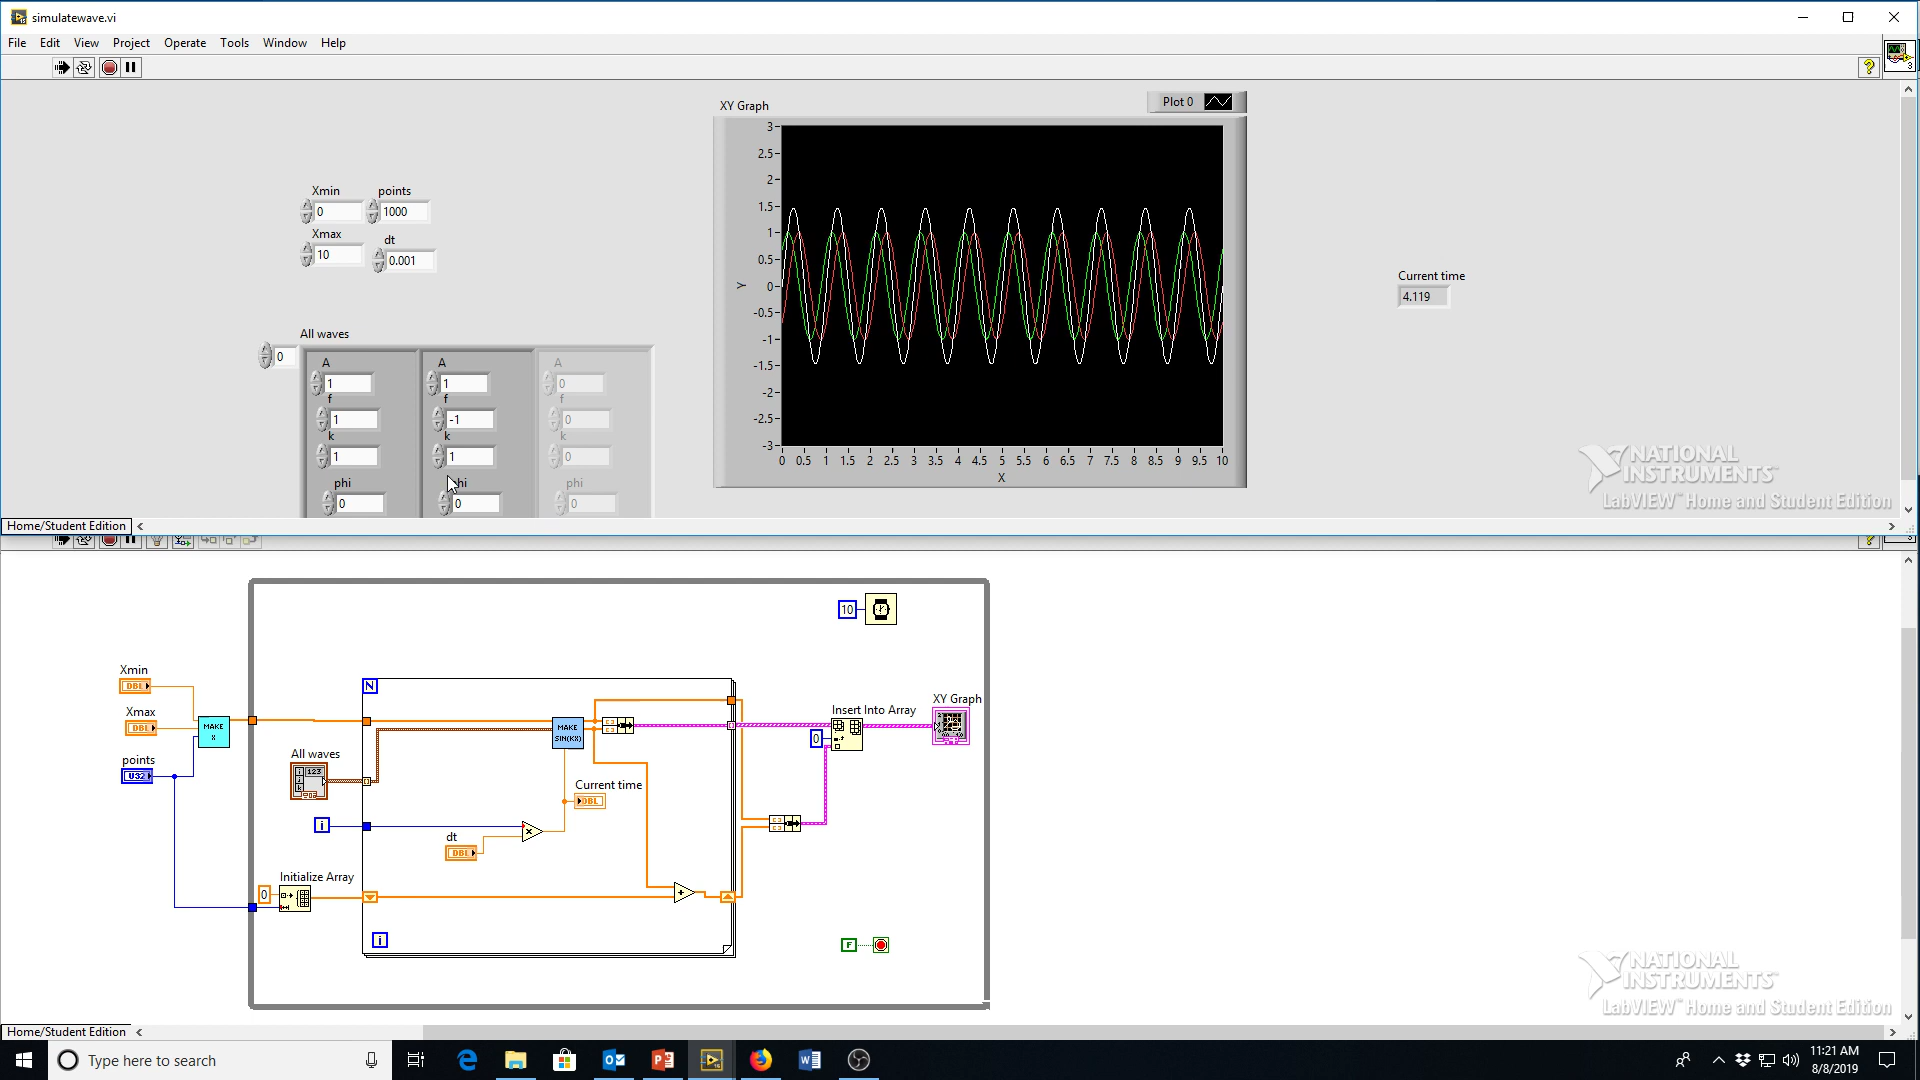 simulatewave.vi
File Edit View Project Operate Tools Window Help
3
XY Graph
Plot 0
Xmin points
0 1000
Xmax dt
10 0.001
Y
3
2.5
2
1.5
1
0.5
0
-0.5
-1
-1.5
-2
-2.5
-3
0 0.5 1 1.5 2 2.5 3 3.5 4 4.5 5 5.5 6 6.5 7 7.5 8 8.5 9 9.5 10
X
Current time
4.119
All waves
0
A A A
1 1 0
f f f
1 -1 0
k k k
1 1 0
phi hi phi
0 0 0
NATIONAL
INSTRUMENTS
LabVIEW™ Home and Student Edition
Home/Student Edition
10
Xmin
DBL
Xmax
DBL
points
U32
MAKE
X
N
MAKE
SIN(KX)
All waves
123
Current time
DBL
i
dt
DBL
Initialize Array
0
i
Insert Into Array
0
XY Graph
F
NATIONAL
INSTRUMENTS
LabVIEW™ Home and Student Edition
Home/Student Edition
Type here to search
11:21 AM
8/8/2019